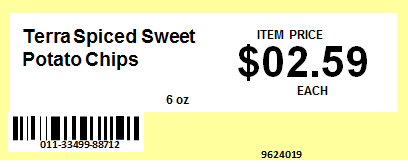 Terra Spiced Sweet
Potato Chips
ITEM PRICE
$02.59
EACH
6 oz
011-33499-88712
9624019